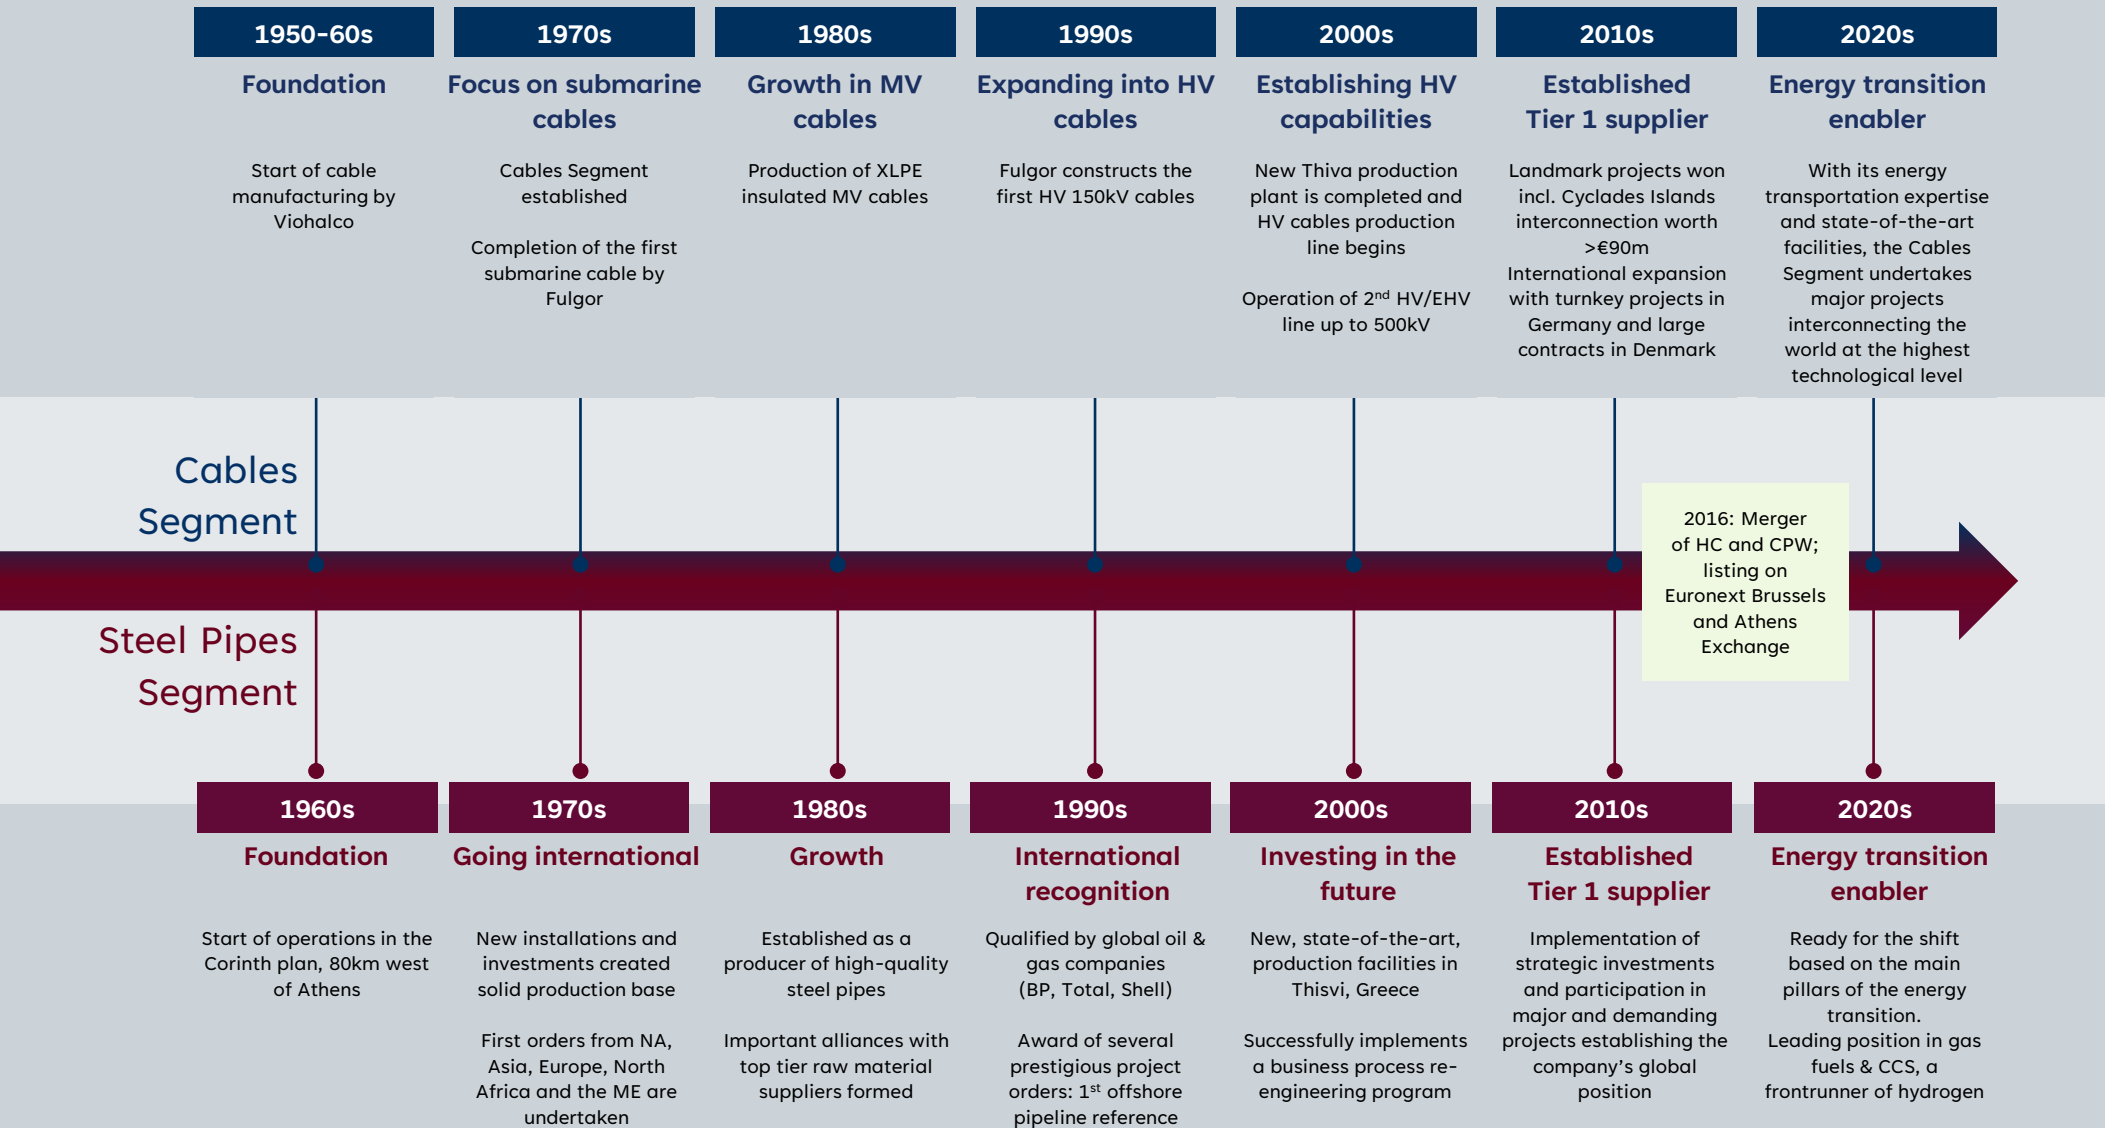 1950-60s
Foundation
Start of cable
manufacturing by
Viohalco
1970s
Focus on submarine
cables
Cables Segment
established
Completion of the first
submarine cable by
Fulgor
1980s
Growth in MV
cables
Production of XLPE
insulated MV cables
1990s
Expanding into HV
cables
Fulgor constructs the
first HV 150kV cables
2000s
Establishing HV
capabilities
New Thiva production
plant is completed and
HV cables production
line begins
Operation of 2nd HV/EHV
line up to 500kV
2010s
Established
Tier 1 supplier
Landmark projects won
incl. Cyclades Islands
interconnection worth
>€90m
International expansion
with turnkey projects in
Germany and large
contracts in Denmark
2020s
Energy transition
enabler
With its energy
transportation expertise
and state-of-the-art
facilities, the Cables
Segment undertakes
major projects
interconnecting the
world at the highest
technological level
Cables
Segment
2016: Merger
of HC and CPW;
listing on
Euronext Brussels
and Athens
Exchange
Steel Pipes
Segment
1960s
Foundation
Start of operations in the
Corinth plan, 80km west
of Athens
1970s
Going international
New installations and
investments created
solid production base
First orders from NA,
Asia, Europe, North
Africa and the ME are
undertaken
1980s
Growth
Established as a
producer of high-quality
steel pipes
Important alliances with
top tier raw material
suppliers formed
1990s
International
recognition
Qualified by global oil &
gas companies
(BP, Total, Shell)
Award of several
prestigious project
orders: 1st offshore
pipeline reference
2000s
Investing in the
future
New, state-of-the-art,
production facilities in
Thisvi, Greece
Successfully implements
a business process re-
engineering program
2010s
Established
Tier 1 supplier
Implementation of
strategic investments
and participation in
major and demanding
projects establishing the
company's global
position
2020s
Energy transition
enabler
Ready for the shift
based on the main
pillars of the energy
transition.
Leading position in gas
fuels & CCS, a
frontrunner of hydrogen